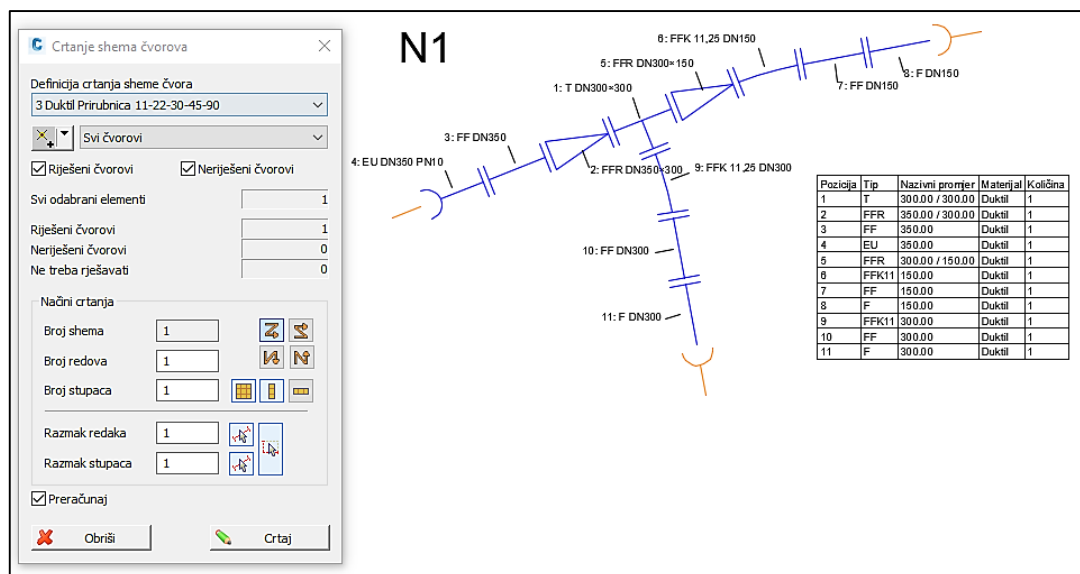 Crtanje shema čvorova
Definicija crtanja sheme čvora
3 Duktil Prirubnica 11-22-30-45-90
Svi čvorovi
Riješeni čvorovi Neriješeni čvorovi
Svi odabrani elementi 1
Riješeni čvorovi 1
Neriješeni čvorovi 0
Ne treba rješavati 0
Načini crtanja
Broj shema 1
Broj redova 1
Broj stupaca 1
Razmak redaka 1
Razmak stupaca 1
Preračunaj
Obriši Crtaj
N1
6: FFK 11,25 DN150
5: FFR DN300×150
8: F DN150
7: FF DN150
1: T DN300×300
3: FF DN350
4: EU DN350 PN10
2: FFR DN350×300
9: FFK 11,25 DN300
10: FF DN300
11: F DN300
Pozicija Tip Nazivni promjer Materijal Količina
1 T 300.00 / 300.00 Duktil 1
2 FFR 350.00 / 300.00 Duktil 1
3 FF 350.00 Duktil 1
4 EU 350.00 Duktil 1
5 FFR 300.00 / 150.00 Duktil 1
6 FFK11 150.00 Duktil 1
7 FF 150.00 Duktil 1
8 F 150.00 Duktil 1
9 FFK11 300.00 Duktil 1
10 FF 300.00 Duktil 1
11 F 300.00 Duktil 1